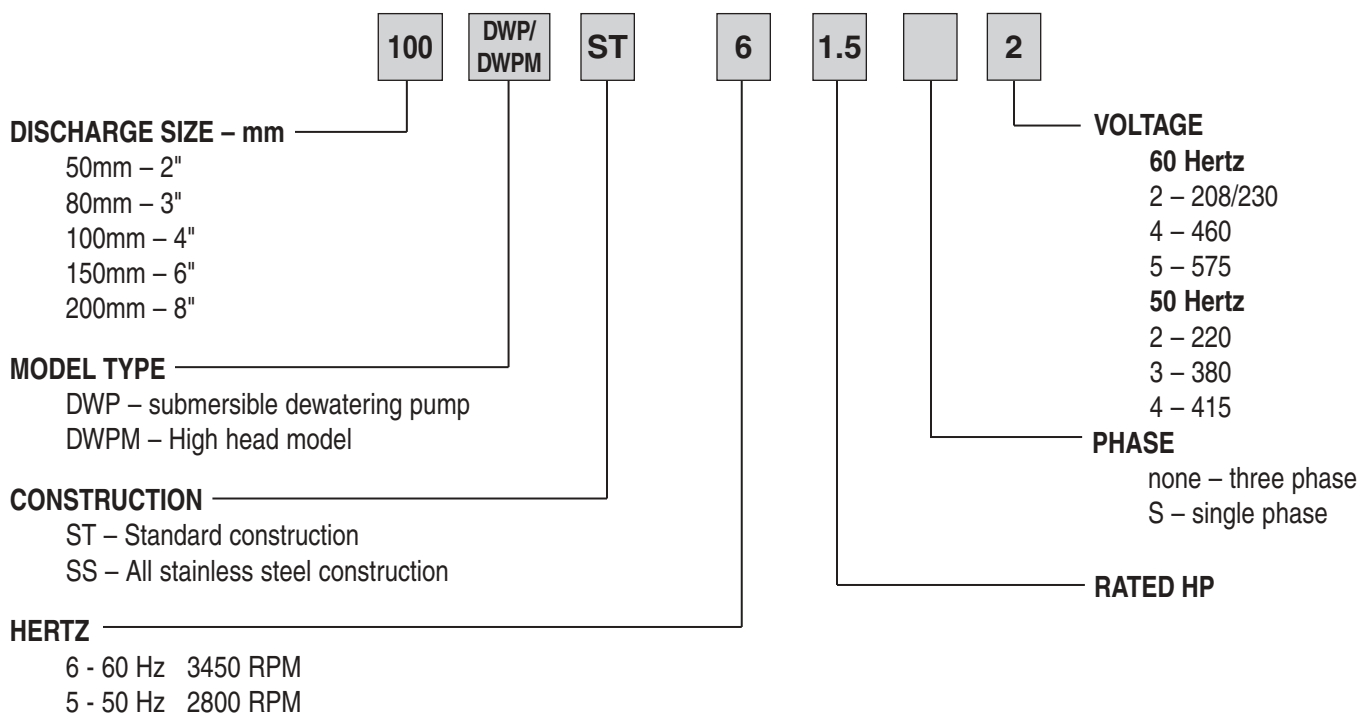 100
DWP/
DWPM
ST
6
1.5
2
DISCHARGE SIZE – mm
50mm – 2"
80mm – 3"
100mm – 4"
150mm – 6"
200mm – 8"
MODEL TYPE
DWP – submersible dewatering pump
DWPM – High head model
CONSTRUCTION
ST – Standard construction
SS – All stainless steel construction
HERTZ
6 - 60 Hz 3450 RPM
5 - 50 Hz 2800 RPM
VOLTAGE
60 Hertz
2 – 208/230
4 – 460
5 – 575
50 Hertz
2 – 220
3 – 380
4 – 415
PHASE
none – three phase
S – single phase
RATED HP